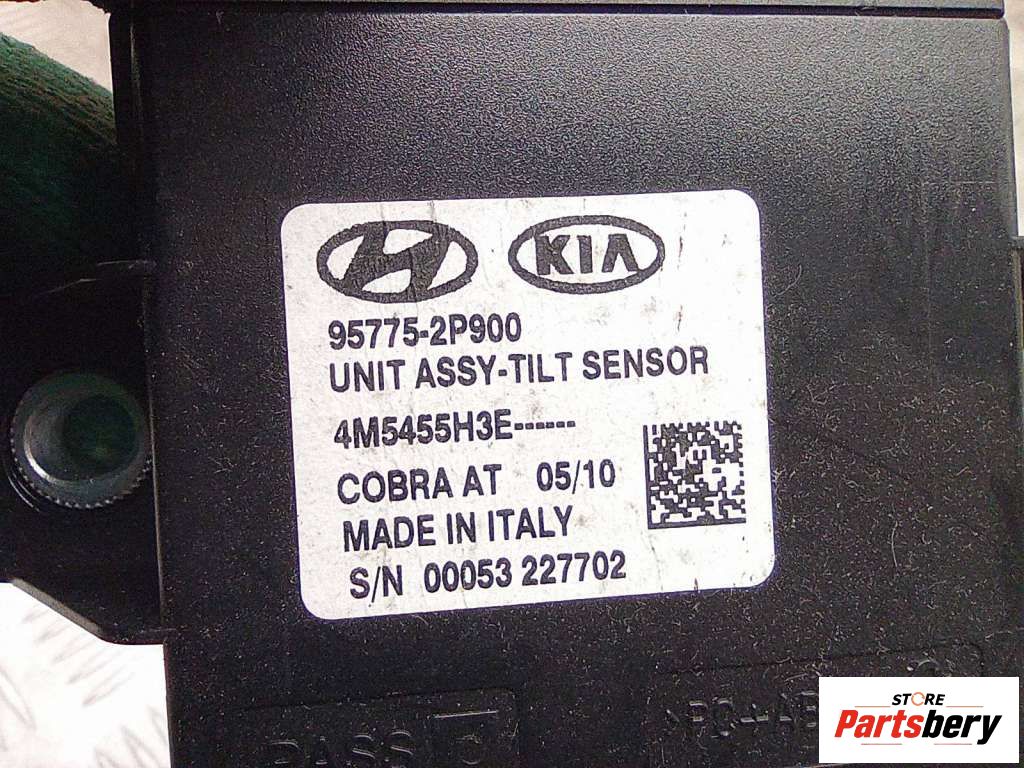 KIA
95775-2P900
UNIT ASSY-TILT SENSOR
4M5455H3E------
COBRA AT 05/10
MADE IN ITALY
S/N 00053 227702
STORE
Partsbery